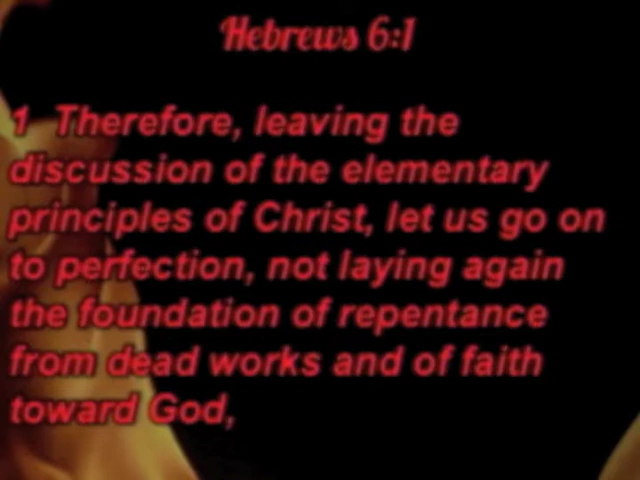 Hebrews 6:1
1 Therefore, leaving the
discussion of the elementary
principles of Christ, let us go on
to perfection, not laying again
the foundation of repentance
from dead works and of faith
toward God,